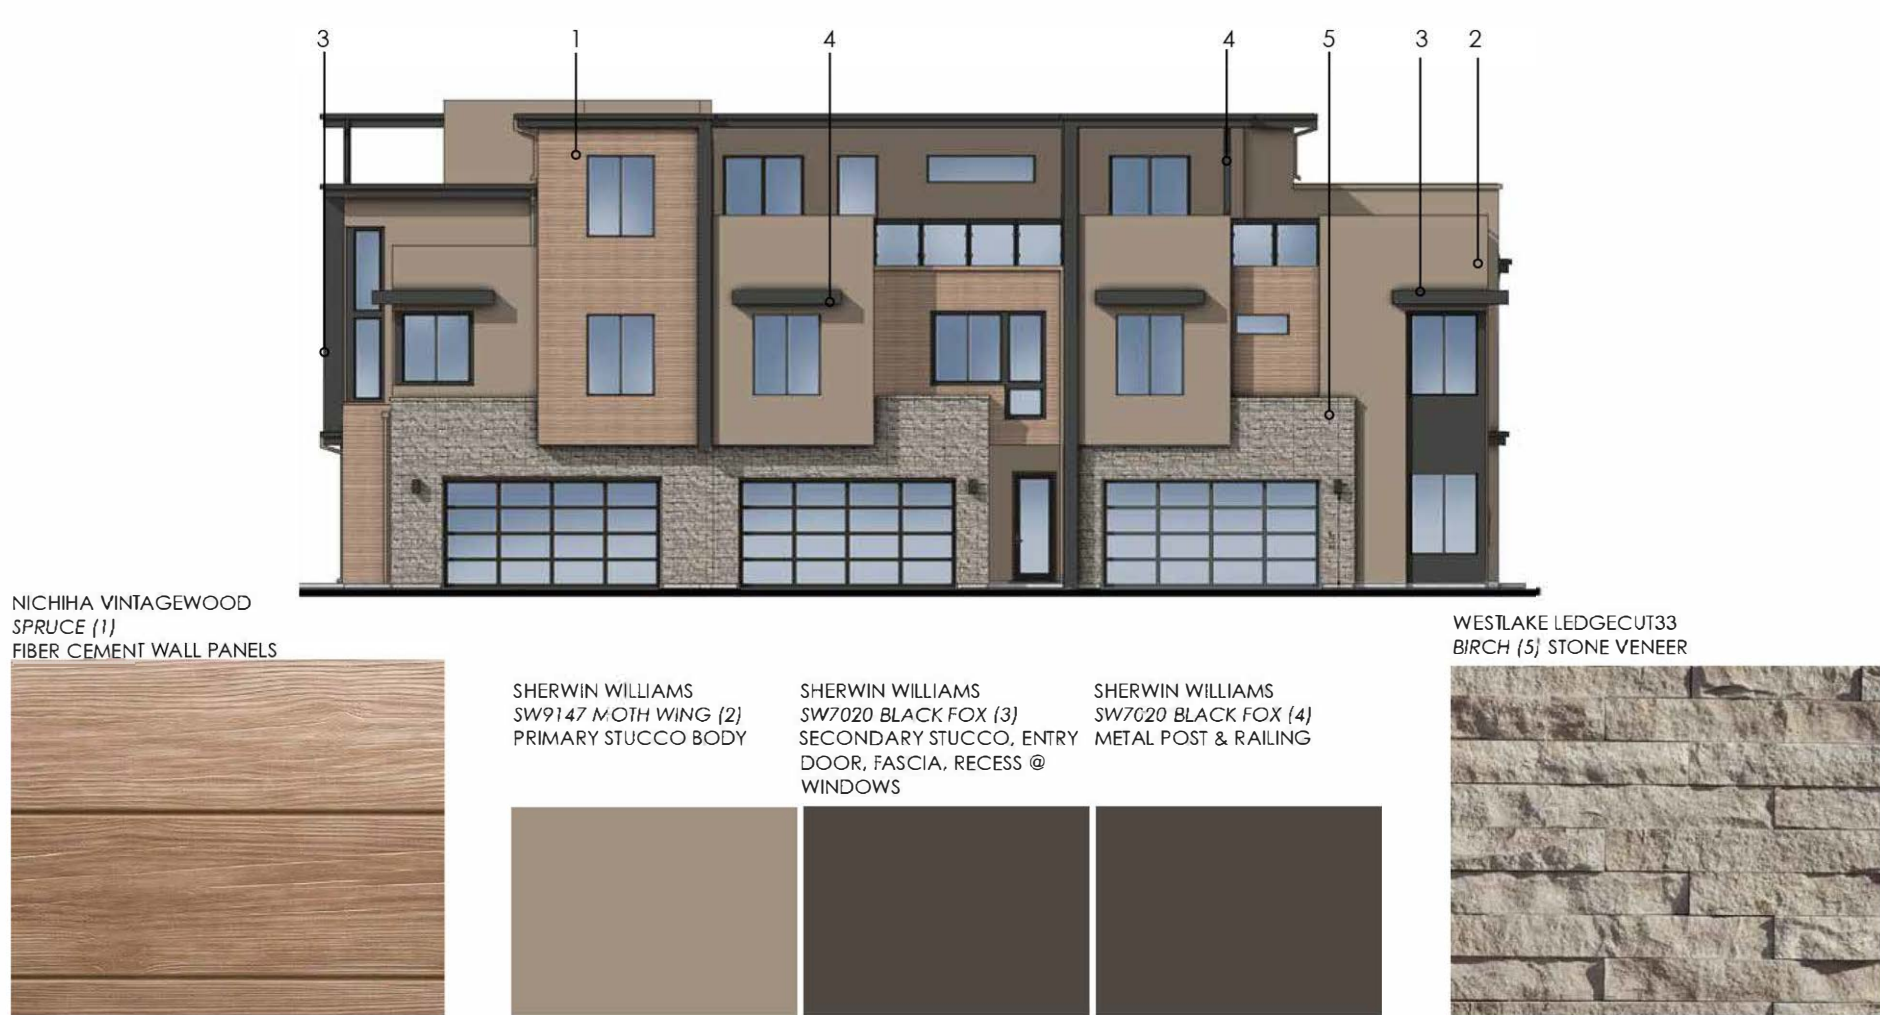 3 1 4 4 5 3 2
NICHIHA VINTAGEWOOD
SPRUCE (1)
FIBER CEMENT WALL PANELS
SHERWIN WILLIAMS
SW9147 MOTH WING (2)
PRIMARY STUCCO BODY
SHERWIN WILLIAMS
SW7020 BLACK FOX (3)
SECONDARY STUCCO, ENTRY
DOOR, FASCIA, RECESS @
WINDOWS
SHERWIN WILLIAMS
SW7020 BLACK FOX (4)
METAL POST & RAILING
WESTLAKE LEDGECUT33
BIRCH (5) STONE VENEER